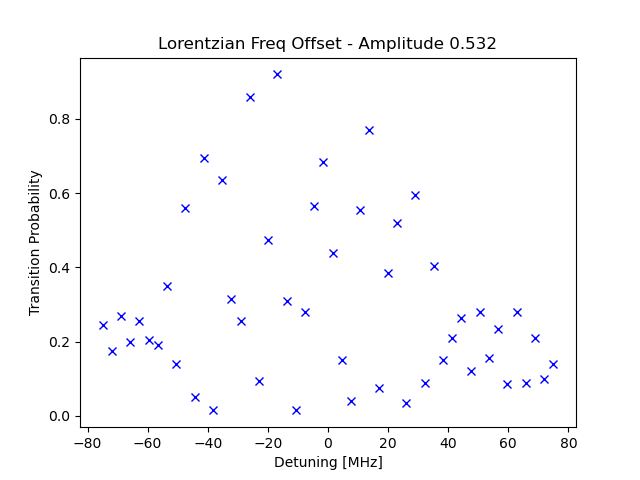 Lorentzian Freq Offset - Amplitude 0.532
Transition Probability
0.8
0.6
0.4
0.2
0.0
−80 −60 −40 −20 0 20 40 60 80
Detuning [MHz]